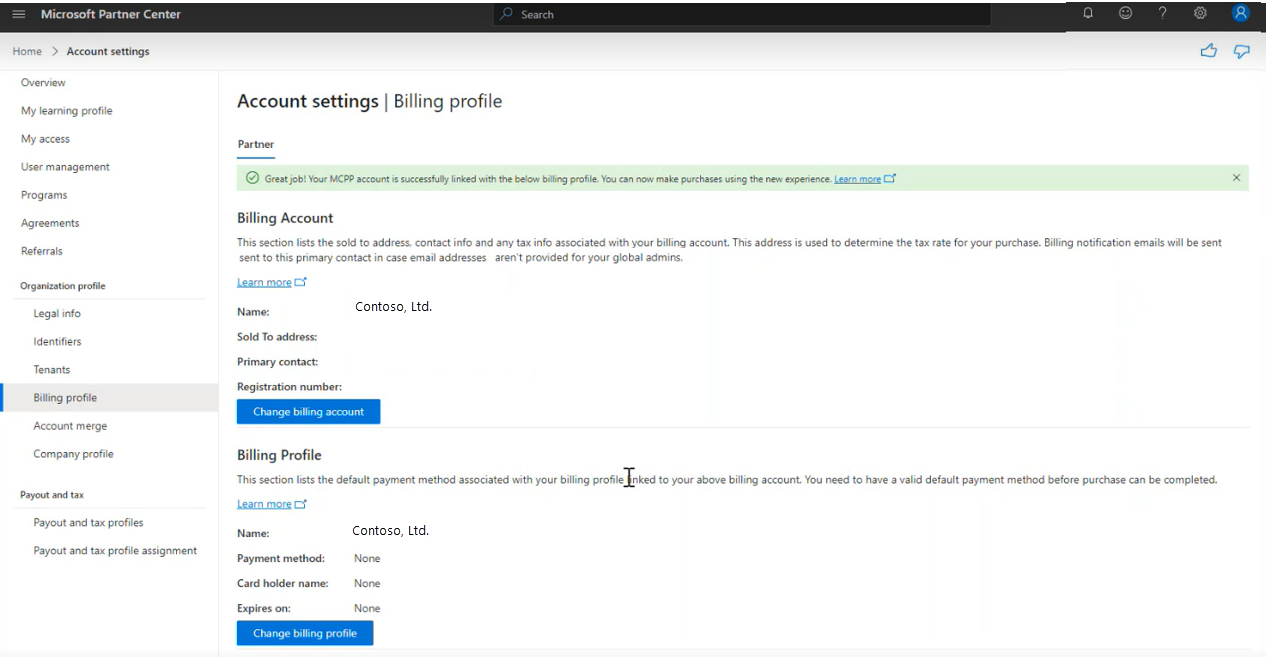 Microsoft Partner Center
Search
Home > Account settings
Overview
My learning profile
My access
User management
Programs
Agreements
Referrals
Organization profile
Legal info
Identifiers
Tenants
Billing profile
Account merge
Company profile
Payout and tax
Payout and tax profiles
Payout and tax profile assignment
Account settings | Billing profile
Partner
Great job! Your MCPP account is successfully linked with the below billing profile. You can now make purchases using the new experience. Learn more
Billing Account
This section lists the sold to address, contact info and any tax info associated with your billing account. This address is used to determine the tax rate for your purchase. Billing notification emails will be sent
sent to this primary contact in case email addresses aren't provided for your global admins.
Learn more
Name: Contoso, Ltd.
Sold To address:
Primary contact:
Registration number:
Change billing account
Billing Profile
This section lists the default payment method associated with your billing profile linked to your above billing account. You need to have a valid default payment method before purchase can be completed.
Learn more
Name: Contoso, Ltd.
Payment method: None
Card holder name: None
Expires on: None
Change billing profile